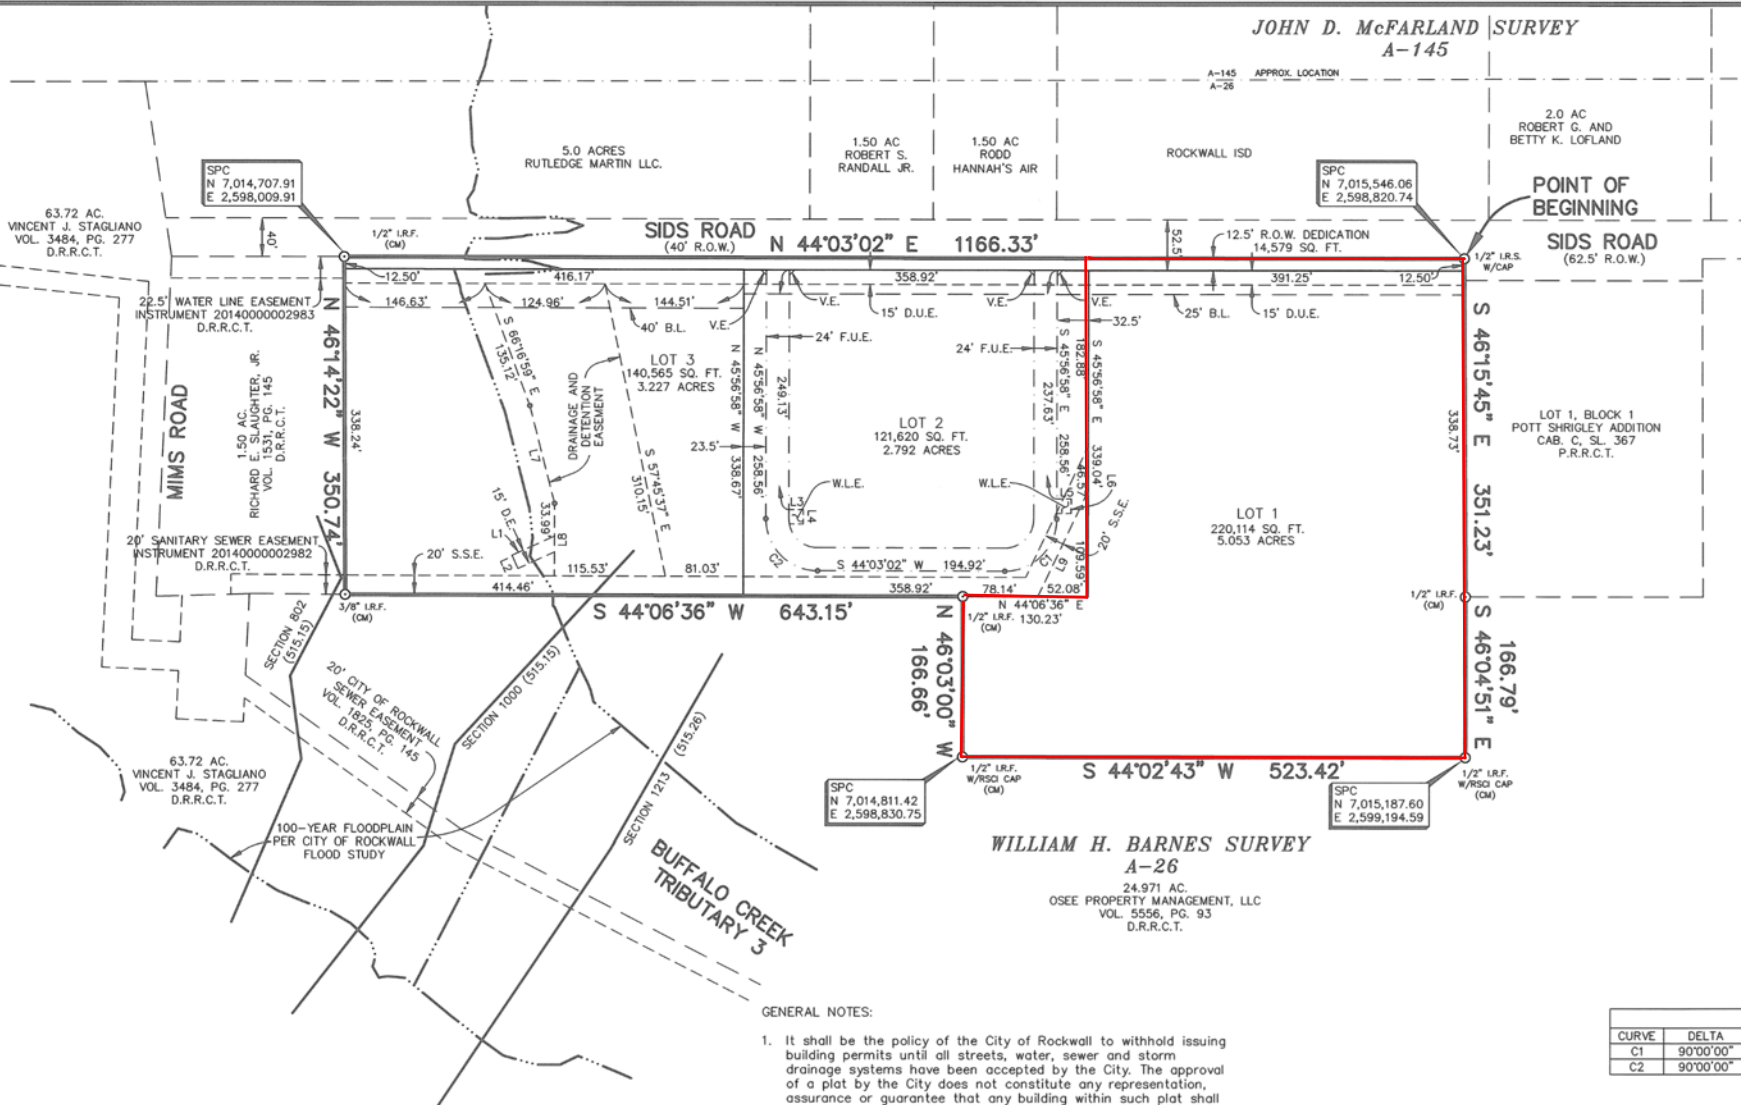 JOHN D. McFARLAND SURVEY
A-145
A-145 APPROX. LOCATION
A-26
2.0 AC
ROBERT G. AND
BETTY K. LOFLAND
5.0 ACRES
RUTLEDGE MARTIN LLC.
1.50 AC
ROBERT S.
RANDALL JR.
1.50 AC
RODD
HANNAH'S AIR
ROCKWALL ISD
SPC
N 7,014,707.91
E 2,598,009.91
SPC
N 7,015,546.06
E 2,598,820.74
POINT OF
BEGINNING
63.72 AC.
VINCENT J. STAGLIANO
VOL. 3484, PG. 277
D.R.R.C.T.
40'
1/2" I.R.F.
(CM)
SIDS ROAD
(40' R.O.W.)
N 44°03'02" E 1166.33'
52.5'
12.5' R.O.W. DEDICATION
14,579 SQ. FT.
1/2" I.R.S.
W/CAP
SIDS ROAD
(62.5' R.O.W.)
12.50'
416.17'
358.92'
391.25'
12.50'
22.5' WATER LINE EASEMENT
INSTRUMENT 20140000002983
D.R.R.C.T.
146.63'
124.96'
144.51'
40' B.L.
V.E.
V.E.
15' D.U.E.
V.E.
V.E.
32.5'
25' B.L.
15' D.U.E.
24' F.U.E.
24' F.U.E.
N 46°14'22" W 350.74'
338.24'
MIMS ROAD
1.50 AC.
RICHARD E. SLAUGHTER, JR.
VOL. 1531, PG. 145
D.R.R.C.T.
S 66°16'59" E
135.12'
DRAINAGE AND
DETENTION
EASEMENT
LOT 3
140,565 SQ. FT.
3.227 ACRES
S 57°45'37" E
310.15'
N 45°56'58" W 338.67'
23.5'
N 45°56'58" W 258.56'
249.13'
LOT 2
121,620 SQ. FT.
2.792 ACRES
W.L.E.
W.L.E.
L3
L4
237.63'
S 45°56'58" E 258.56'
182.88'
S 45°56'58" E 339.04'
46.57'
L5
L6
20' S.S.E.
109.59'
C1
L9
C2
LOT 1
220,114 SQ. FT.
5.053 ACRES
338.73'
S 46°15'45" E 351.23'
LOT 1, BLOCK 1
POTT SHRIGLEY ADDITION
CAB. C, SL. 367
P.R.R.C.T.
L7
33.99'
L8
15' D.E.
L1
L2
20' SANITARY SEWER EASEMENT
INSTRUMENT 20140000002982
D.R.R.C.T.
20' S.S.E.
115.53'
81.03'
S 44°03'02" W 194.92'
414.46'
358.92'
78.14'
52.08'
3/8" I.R.F.
(CM)
S 44°06'36" W 643.15'
N 44°06'36" E
130.23'
1/2" I.R.F.
(CM)
1/2" I.R.F.
(CM)
N 46°03'00" W
166.66'
S 46°04'51" E
166.79'
SECTION 802
(515.15)
20' CITY OF ROCKWALL
SEWER EASEMENT
VOL. 1825, PG. 145
D.R.R.C.T.
SECTION 1000 (515.15)
SECTION 1213 (515.26)
63.72 AC.
VINCENT J. STAGLIANO
VOL. 3484, PG. 277
D.R.R.C.T.
100-YEAR FLOODPLAIN
PER CITY OF ROCKWALL
FLOOD STUDY
BUFFALO CREEK
TRIBUTARY 3
SPC
N 7,014,811.42
E 2,598,830.75
1/2" I.R.F.
W/RSCI CAP
(CM)
S 44°02'43" W 523.42'
SPC
N 7,015,187.60
E 2,599,194.59
1/2" I.R.F.
W/RSCI CAP
(CM)
WILLIAM H. BARNES SURVEY
A-26
24.971 AC.
OSEE PROPERTY MANAGEMENT, LLC
VOL. 5556, PG. 93
D.R.R.C.T.
GENERAL NOTES:
1. It shall be the policy of the City of Rockwall to withhold issuing
building permits until all streets, water, sewer and storm
drainage systems have been accepted by the City. The approval
of a plat by the City does not constitute any representation,
assurance or guarantee that any building within such plat shall
CURVE DELTA
C1 90°00'00"
C2 90°00'00"